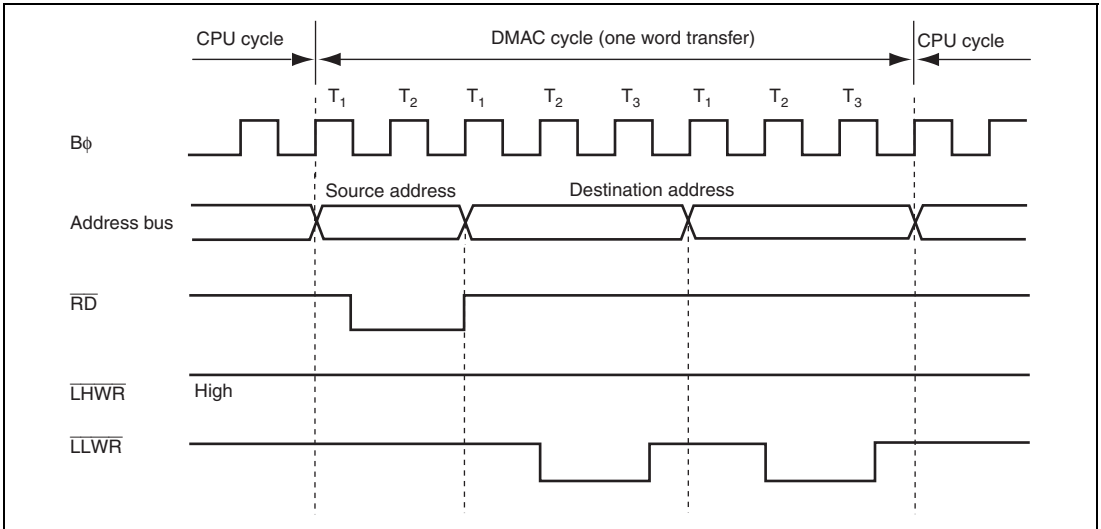 CPU cycle DMAC cycle (one word transfer) CPU cycle
T1 T2 T1 T2 T3 T1 T2 T3
Bϕ
Source address Destination address
Address bus
RD
LHWR High
LLWR